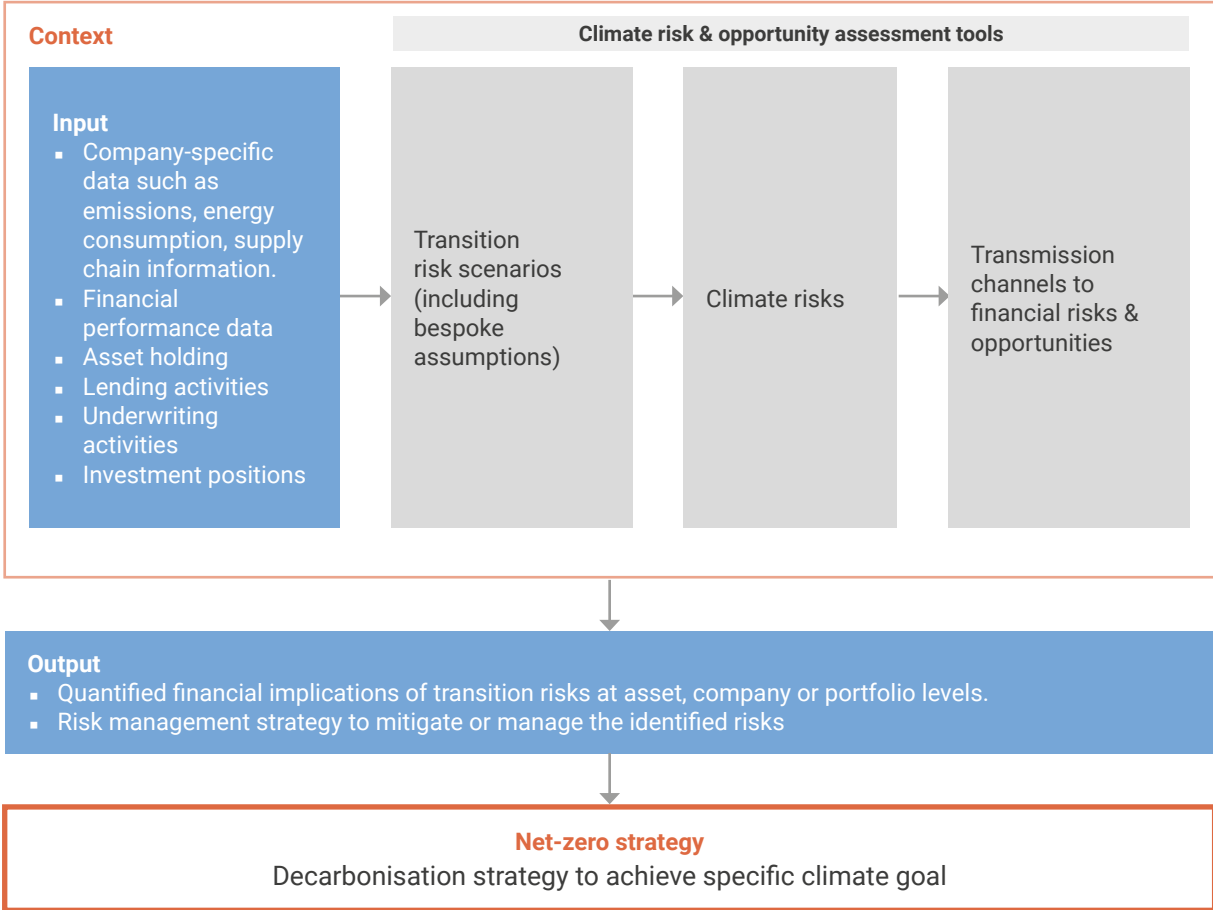 Context
Climate risk & opportunity assessment tools
Input
▪ Company-specific
data such as
emissions, energy
consumption, supply
chain information.
▪ Financial
performance data
▪ Asset holding
▪ Lending activities
▪ Underwriting
activities
▪ Investment positions
Transition
risk scenarios
(including
bespoke
assumptions)
Climate risks
Transmission
channels to
financial risks &
opportunities
Output
▪ Quantified financial implications of transition risks at asset, company or portfolio levels.
▪ Risk management strategy to mitigate or manage the identified risks
Net-zero strategy
Decarbonisation strategy to achieve specific climate goal